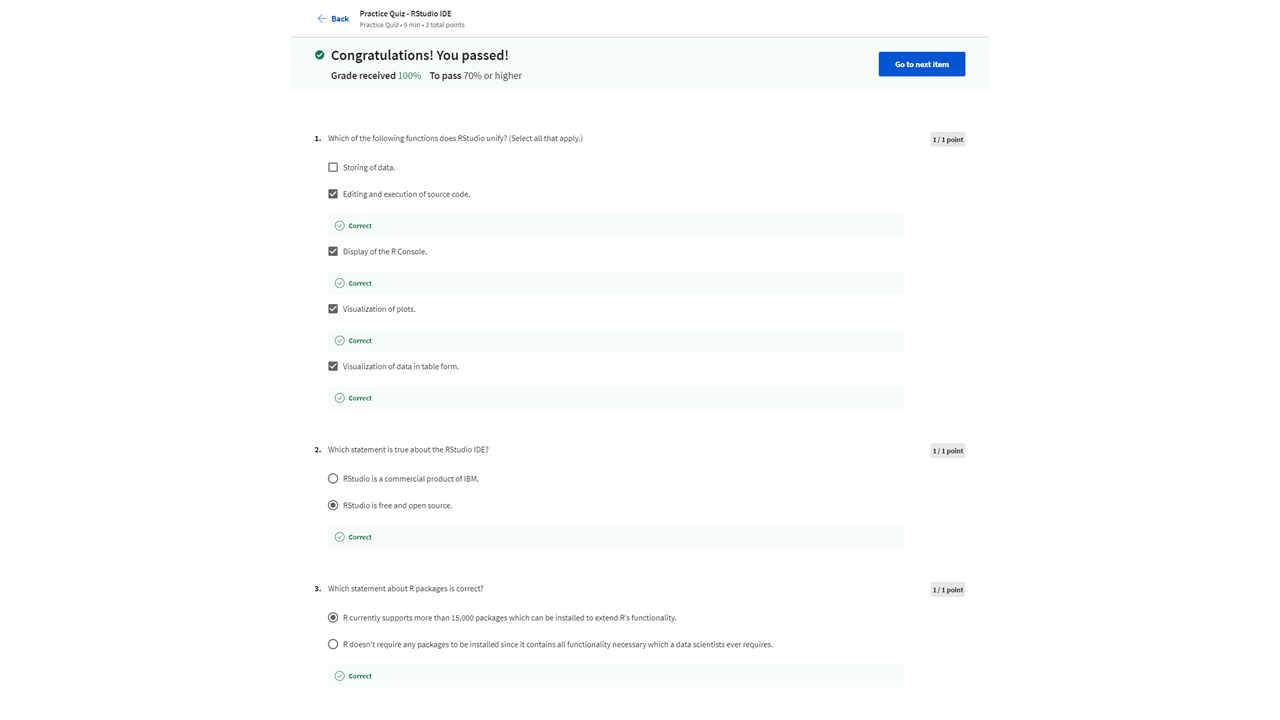 Back
Practice Quiz - RStudio IDE
Practice Quiz • 9 min • 3 total points
Congratulations! You passed!
Grade received 100% To pass 70% or higher
Go to next item
1. Which of the following functions does RStudio unify? (Select all that apply.)
1 / 1 point
Storing of data.
Editing and execution of source code.
Correct
Display of the R Console.
Correct
Visualization of plots.
Correct
Visualization of data in table form.
Correct
2. Which statement is true about the RStudio IDE?
1 / 1 point
RStudio is a commercial product of IBM.
RStudio is free and open source.
Correct
3. Which statement about R packages is correct?
1 / 1 point
R currently supports more than 15,000 packages which can be installed to extend R's functionality.
R doesn't require any packages to be installed since it contains all functionality necessary which a data scientists ever requires.
Correct